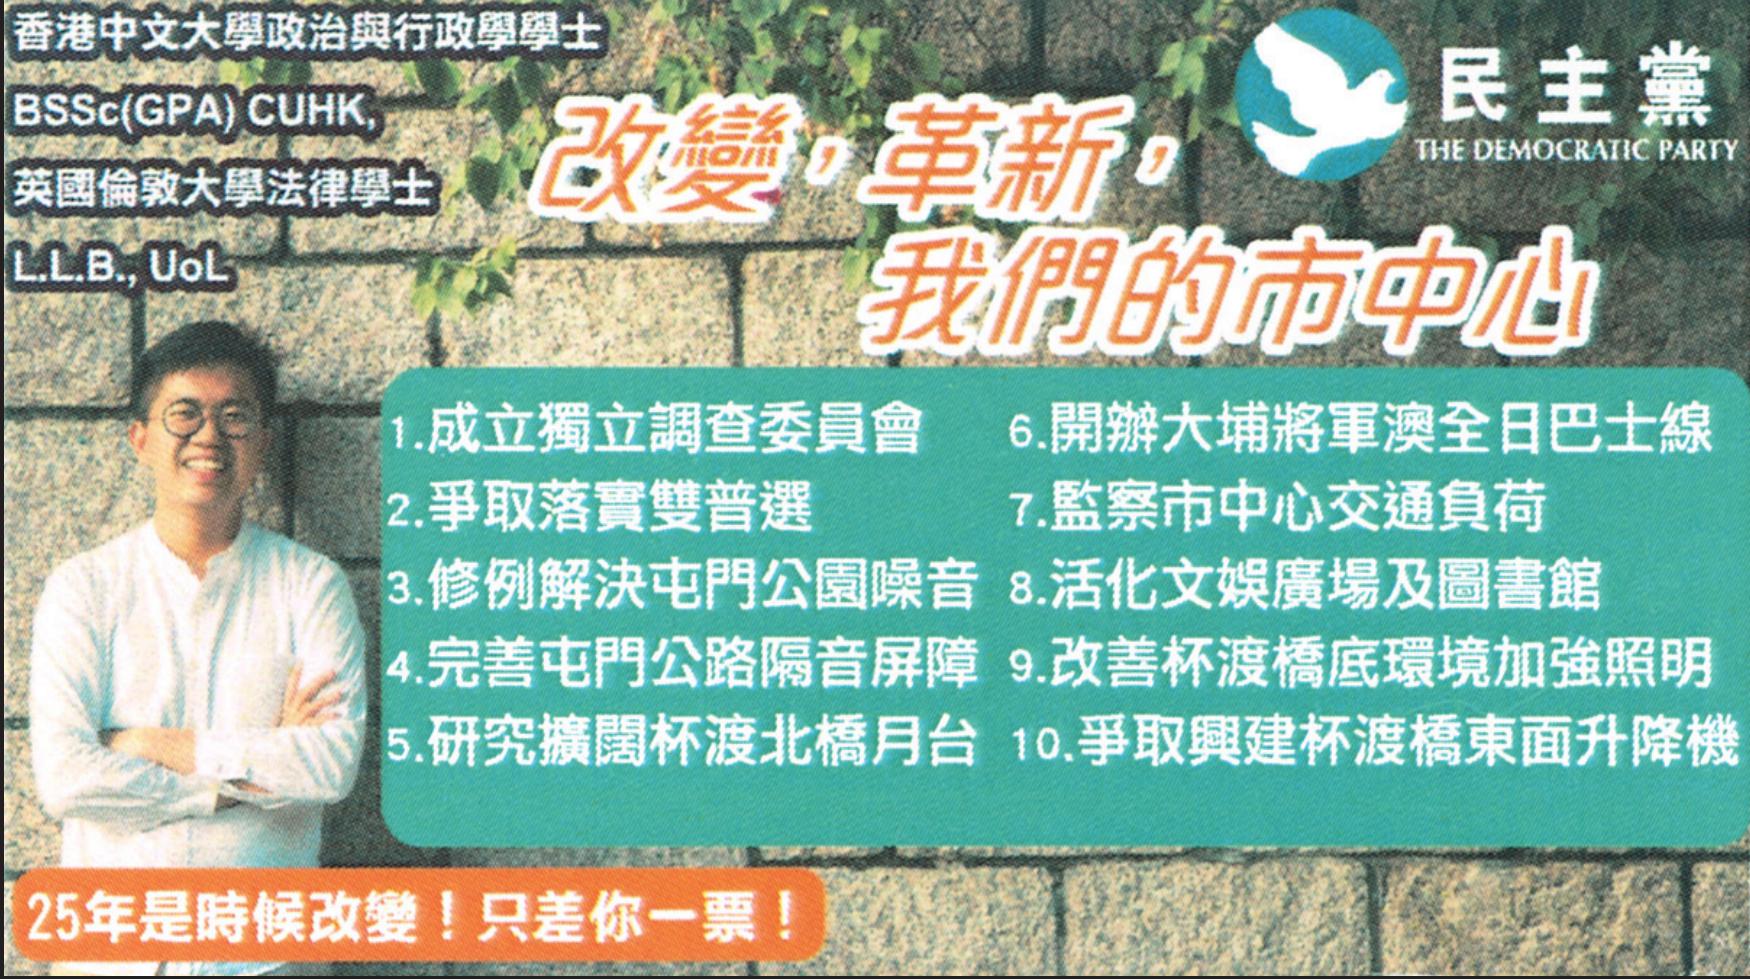 香港中文大學政治與行政學學士
BSSc(GPA) CUHK,
英國倫敦大學法律學士
L.L.B., UoL
改變，革新，
我們的市中心
民主黨
THE DEMOCRATIC PARTY
1.成立獨立調查委員會
2.爭取落實雙普選
3.修例解決屯門公園噪音
4.完善屯門公路隔音屏障
5.研究擴闊杯渡北橋月台
6.開辦大埔將軍澳全日巴士線
7.監察市中心交通負荷
8.活化文娛廣場及圖書館
9.改善杯渡橋底環境加強照明
10.爭取興建杯渡橋東面升降機
25年是時候改變！只差你一票！